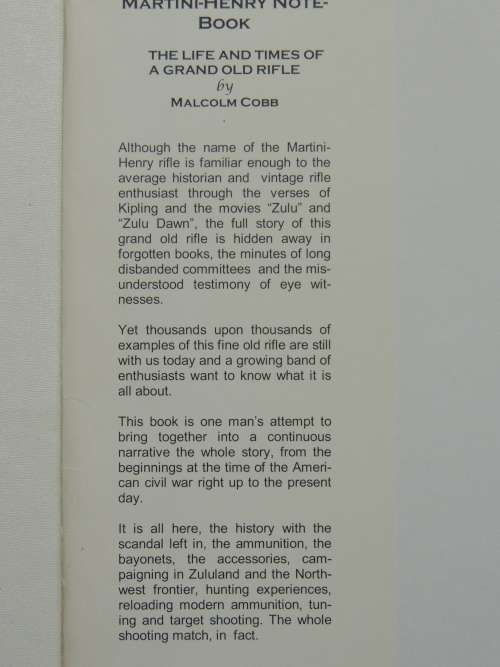 MARTINI-HENRY NOTE-
BOOK
THE LIFE AND TIMES OF
A GRAND OLD RIFLE
by
MALCOLM COBB
Although the name of the Martini-
Henry rifle is familiar enough to the
average historian and vintage rifle
enthusiast through the verses of
Kipling and the movies “Zulu” and
“Zulu Dawn”, the full story of this
grand old rifle is hidden away in
forgotten books, the minutes of long
disbanded committees and the mis-
understood testimony of eye wit-
nesses.
Yet thousands upon thousands of
examples of this fine old rifle are still
with us today and a growing band of
enthusiasts want to know what it is
all about.
This book is one man’s attempt to
bring together into a continuous
narrative the whole story, from the
beginnings at the time of the Ameri-
can civil war right up to the present
day.
It is all here, the history with the
scandal left in, the ammunition, the
bayonets, the accessories, cam-
paigning in Zululand and the North-
west frontier, hunting experiences,
reloading modern ammunition, tun-
ing and target shooting. The whole
shooting match, in fact.